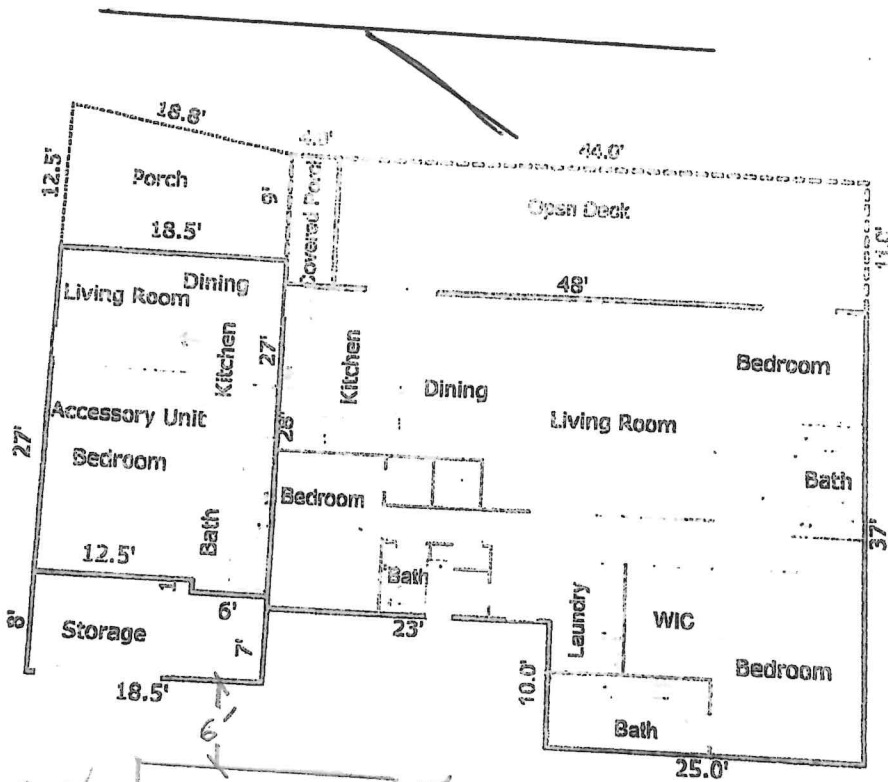 18.8'
44.0'
12.5'
Porch
9'
Covered Porch
Open Deck
11.0'
18.5'
Living Room
Dining
48'
Kitchen
27'
Kitchen
Dining
Bedroom
Accessory Unit
Living Room
27'
Bedroom
Bedroom
Bath
Bath
37'
12.5'
1'
6'
Bath
23'
Laundry
WIC
8'
Storage
7'
Bedroom
18.5'
10.0'
6'
Bath
25.0'